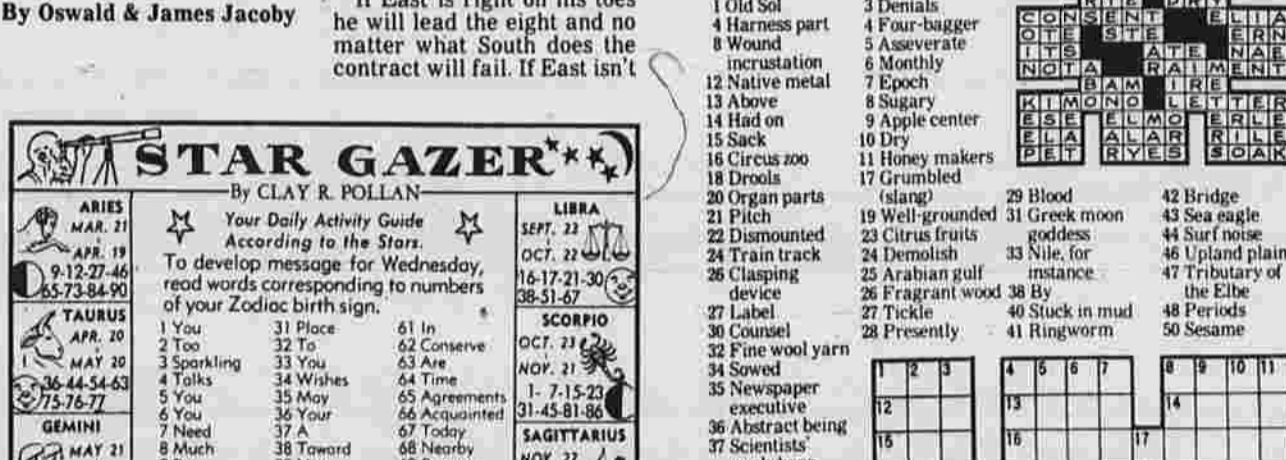 By Oswald & James Jacoby
he will lead the eight and no
matter what South does the
contract will fail. If East isn't
STAR GAZER
By CLAY R. POLLAN
ARIES
MAR. 21
APR. 19
9-12-27-46
65-73-84-90
TAURUS
APR. 20
MAY 20
36-44-54-63
75-76-77
GEMINI
MAY 21
Your Daily Activity Guide
According to the Stars.
To develop message for Wednesday,
read words corresponding to numbers
of your Zodiac birth sign.
1 You
2 Too
3 Sparkling
4 Talks
5 You
6 You
7 Need
8 Much
31 Place
32 To
33 You
34 Wishes
35 May
36 Your
37 A
38 Toward
61 In
62 Conserve
63 Are
64 Time
65 Agreements
66 Acquainted
67 Today
68 Nearby
LIBRA
SEPT. 23
OCT. 22
16-17-21-30
38-51-67
SCORPIO
OCT. 23
NOV. 21
1- 7-15-23
31-45-81-86
SAGITTARIUS
NOV. 22
1 Old Sol
4 Harness part
8 Wound
incrustation
12 Native metal
13 Above
14 Had on
15 Sack
16 Circus zoo
18 Drools
20 Organ parts
21 Pitch
22 Dismounted
24 Train track
26 Clasping
device
27 Label
30 Counsel
32 Fine wool yarn
34 Sowed
35 Newspaper
executive
36 Abstract being
37 Scientists'
3 Denials
4 Four-bagger
5 Asseverate
6 Monthly
7 Epoch
8 Sugary
9 Apple center
10 Dry
11 Honey makers
17 Grumbled
(slang)
19 Well-grounded
23 Citrus fruits
24 Demolish
25 Arabian gulf
26 Fragrant wood
27 Tickle
28 Presently
29 Blood
31 Greek moon
goddess
33 Nile, for
instance
38 By
40 Stuck in mud
41 Ringworm
42 Bridge
43 Sea eagle
44 Surf noise
46 Upland plain
47 Tributary of
the Elbe
48 Periods
50 Sesame
CONSENT ELIA
OTE STE ERN
ITS ATE NAE
NOTA RAIMENT
BAM IRE
KIMONO LETTER
ESE ELMO ERLE
ELA ALAR RILE
PET RYES SOAK
1 2 3 4 5 6 7 8 9 10 11
12 13 14
15 16 17